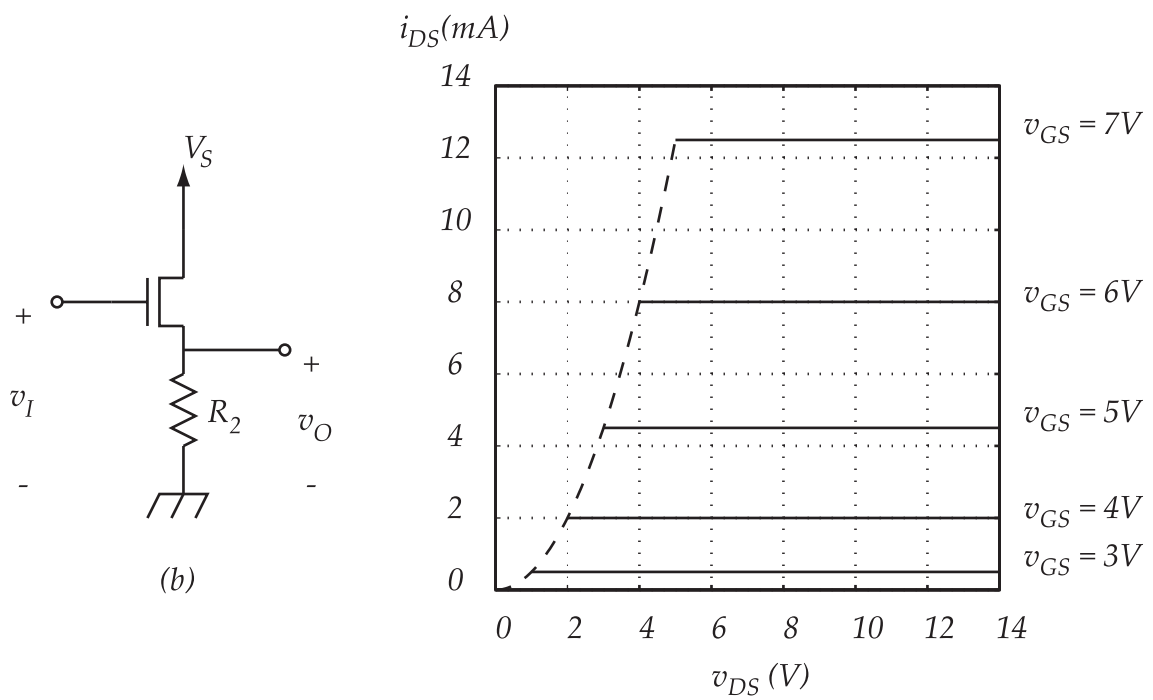 i_DS(mA)
V_S
+
v_I
-
R_2
+
v_O
-
(b)
14
12
10
8
6
4
2
0
0 2 4 6 8 10 12 14
v_DS (V)
v_GS = 7V
v_GS = 6V
v_GS = 5V
v_GS = 4V
v_GS = 3V